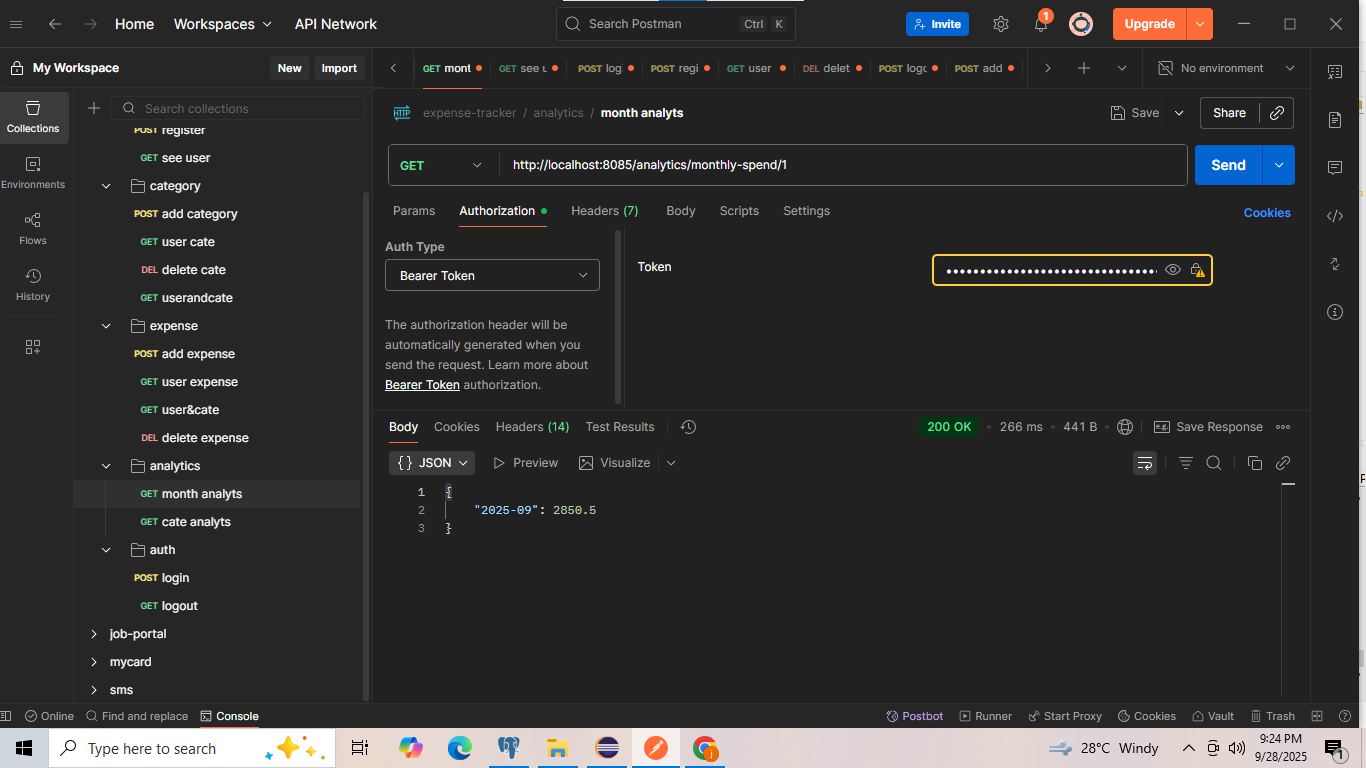 Home Workspaces API Network Search Postman Ctrl K Invite 1 Upgrade
My Workspace New Import GET mont GET see u POST log POST regi GET user DEL delet POST logo POST add No environment
Search collections
Collections
Environments
Flows
History
POST register
GET see user
category
POST add category
GET user cate
DEL delete cate
GET userandcate
expense
POST add expense
GET user expense
GET user&cate
DEL delete expense
analytics
GET month analyts
GET cate analyts
auth
POST login
GET logout
job-portal
mycard
sms
HTTP expense-tracker / analytics / month analyts Save Share
GET http://localhost:8085/analytics/monthly-spend/1 Send
Params Authorization Headers (7) Body Scripts Settings Cookies
Auth Type
Bearer Token
The authorization header will be
automatically generated when you
send the request. Learn more about
Bearer Token authorization.
Token
Body Cookies Headers (14) Test Results 200 OK 266 ms 441 B e.g. Save Response
{} JSON Preview Visualize
1 {
2 "2025-09": 2850.5
3 }
Online Find and replace Console Postbot Runner Start Proxy Cookies Vault Trash
Type here to search 28°C Windy 9:24 PM
9/28/2025 1